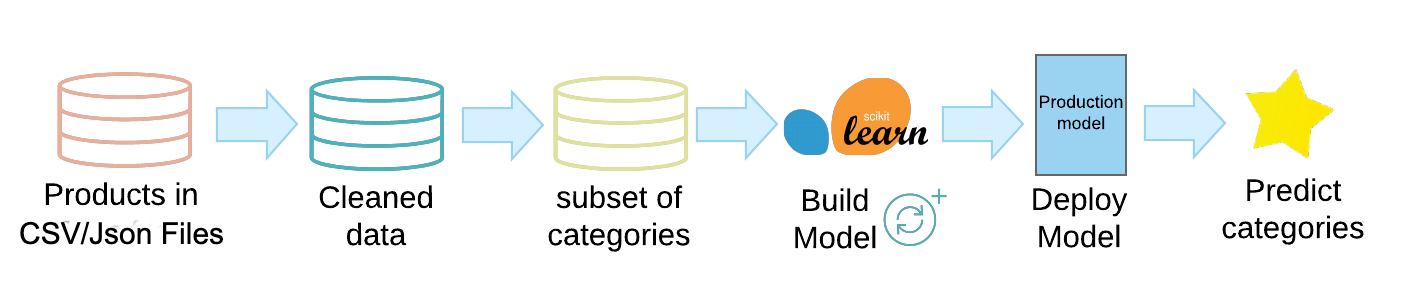 Products in
CSV/Json Files
Cleaned
data
subset of
categories
scikit
learn
Build
Model
Production
model
Deploy
Model
Predict
categories